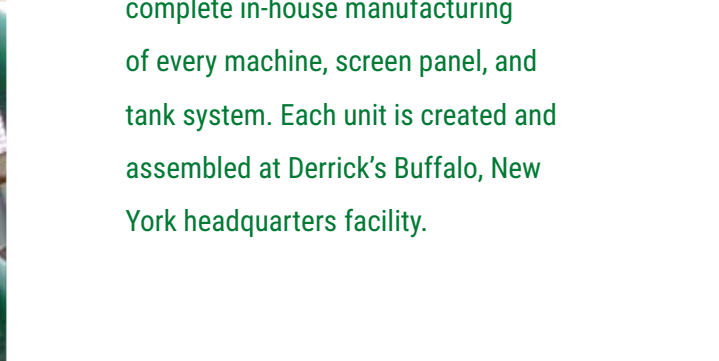 complete in-house manufacturing
of every machine, screen panel, and
tank system. Each unit is created and
assembled at Derrick’s Buffalo, New
York headquarters facility.